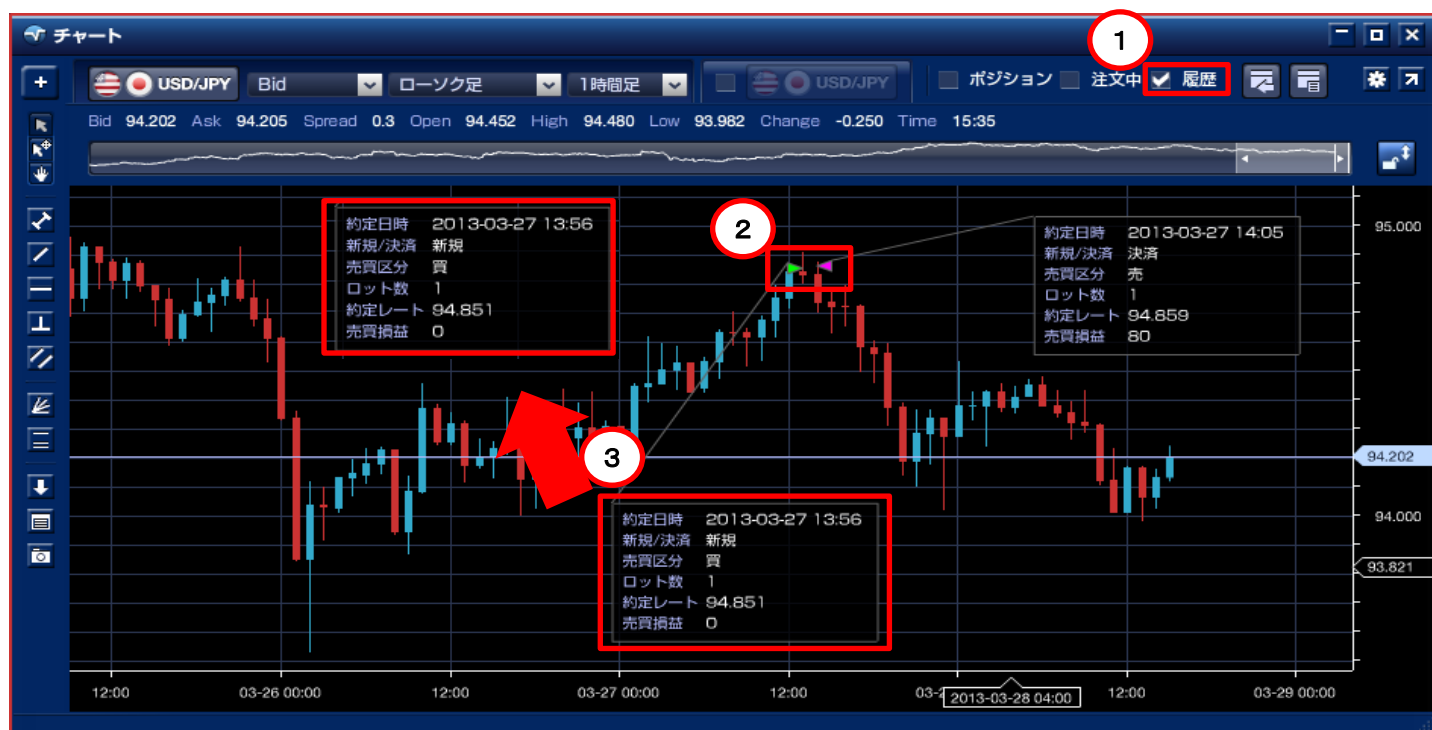 チャート
1
USD/JPY Bid ローソク足 1時間足 USD/JPY ポジション 注文中 履歴
Bid 94.202 Ask 94.205 Spread 0.3 Open 94.452 High 94.480 Low 93.982 Change -0.250 Time 15:35
約定日時 2013-03-27 13:56
新規/決済 新規
売買区分 買
ロット数 1
約定レート 94.851
売買損益 0
2
約定日時 2013-03-27 14:05
新規/決済 決済
売買区分 売
ロット数 1
約定レート 94.859
売買損益 80
95.000
3
94.202
約定日時 2013-03-27 13:56
新規/決済 新規
売買区分 買
ロット数 1
約定レート 94.851
売買損益 0
94.000
93.821
12:00 03-26 00:00 12:00 03-27 00:00 12:00 2013-03-28 04:00 12:00 03-29 00:00